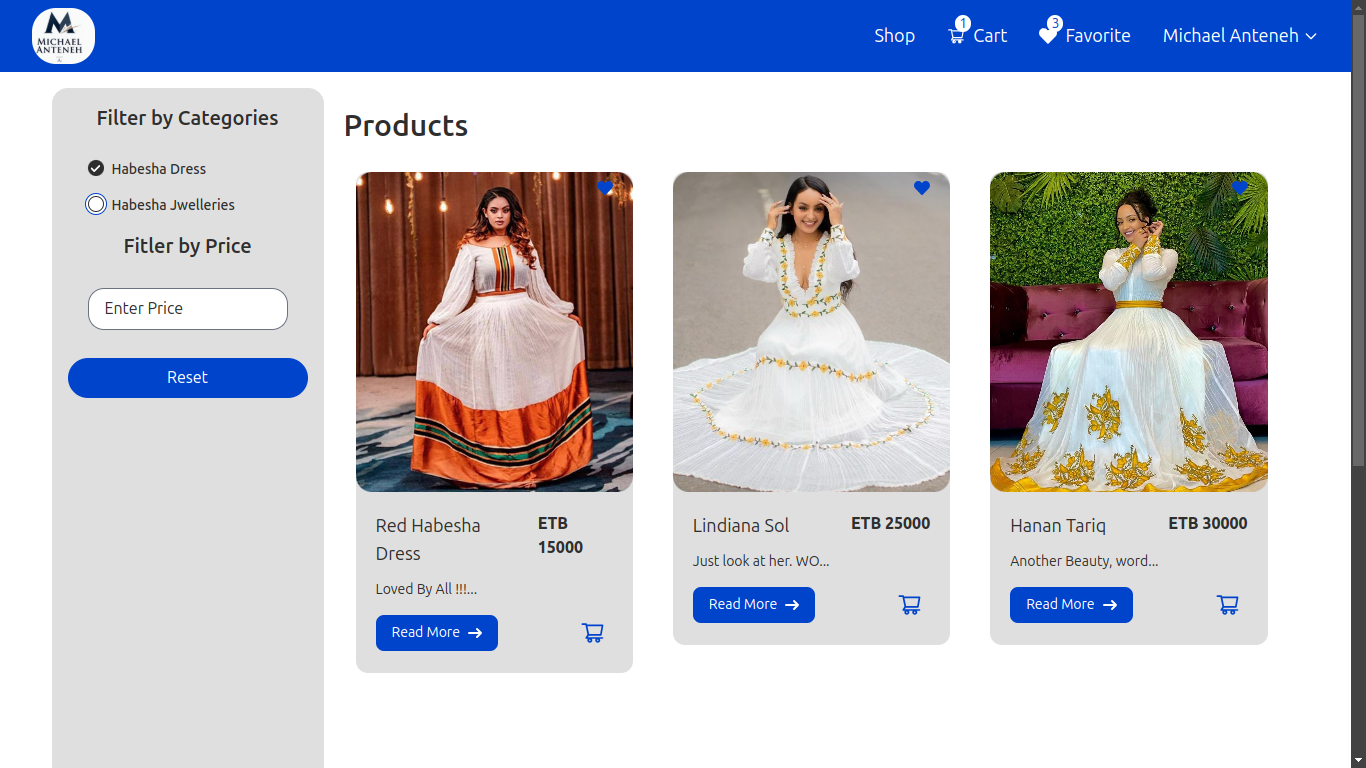 MICHAEL
ANTENEH
Shop
1
Cart
3
Favorite
Michael Anteneh
Filter by Categories
Habesha Dress
Habesha Jwelleries
Fitler by Price
Enter Price
Reset
Products
Red Habesha
Dress
ETB
15000
Loved By All !!!...
Read More
Lindiana Sol
ETB 25000
Just look at her. WO...
Read More
Hanan Tariq
ETB 30000
Another Beauty, word...
Read More